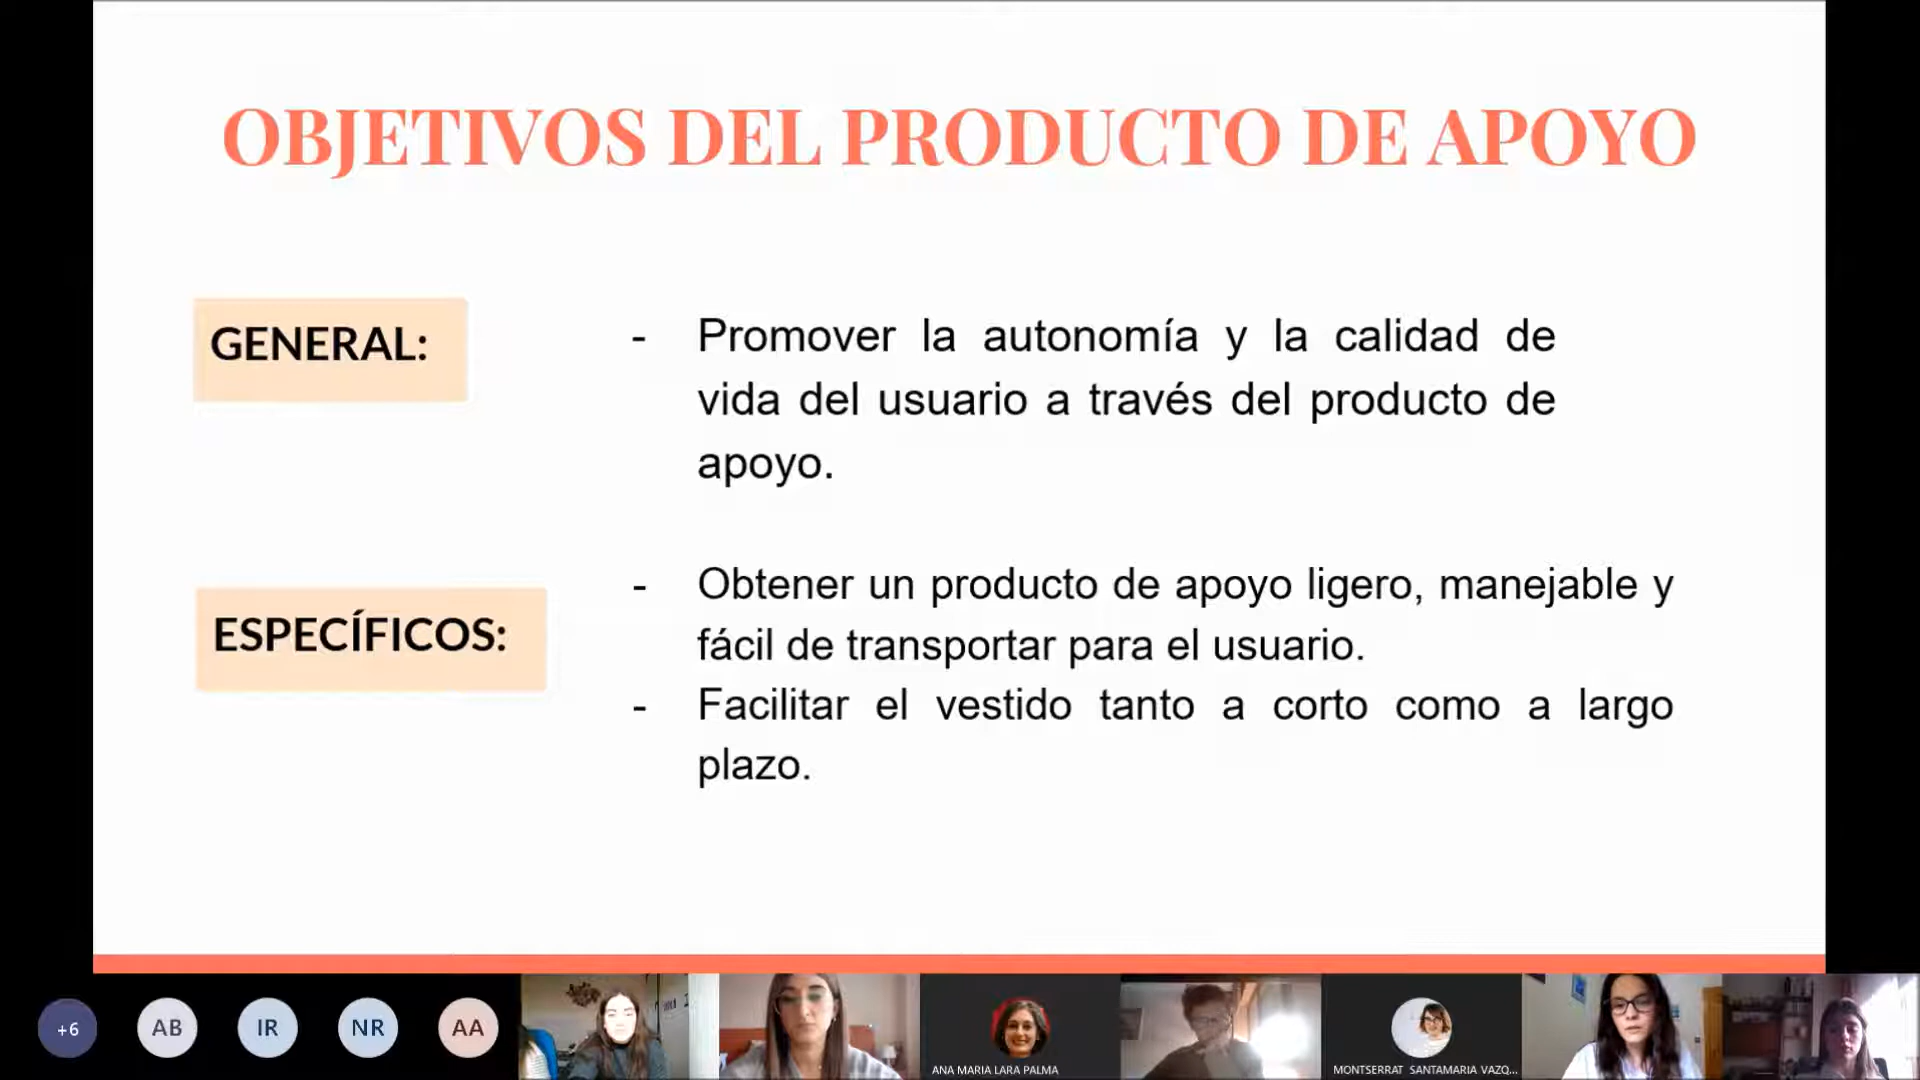 OBJETIVOS DEL PRODUCTO DE APOYO
GENERAL:
- Promover la autonomía y la calidad de
vida del usuario a través del producto de
apoyo.
ESPECÍFICOS:
- Obtener un producto de apoyo ligero, manejable y
fácil de transportar para el usuario.
- Facilitar el vestido tanto a corto como a largo
plazo.
+6
AB
IR
NR
AA
ANA MARIA LARA PALMA
MONTSERRAT SANTAMARIA VAZQ...